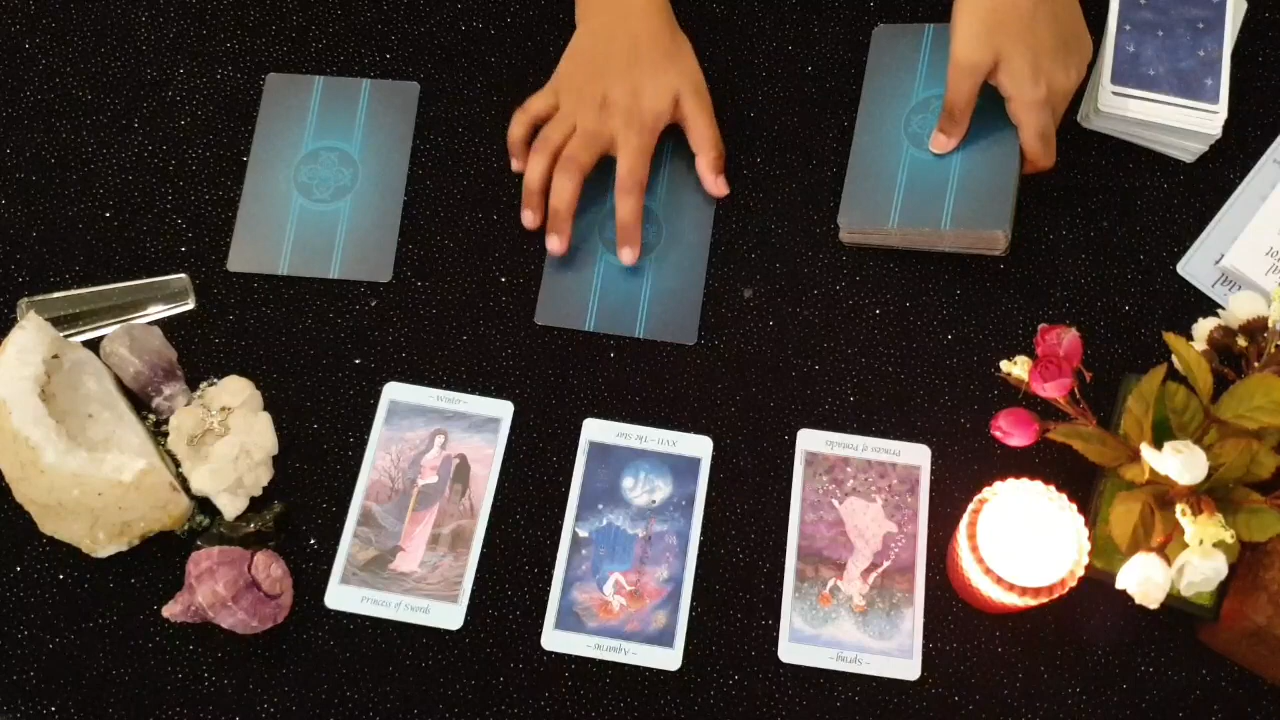 ~ Winter ~
Princess of Swords
XVII ~ The Star
~ Aquarius ~
Princess of Pentacles
~ Spring ~